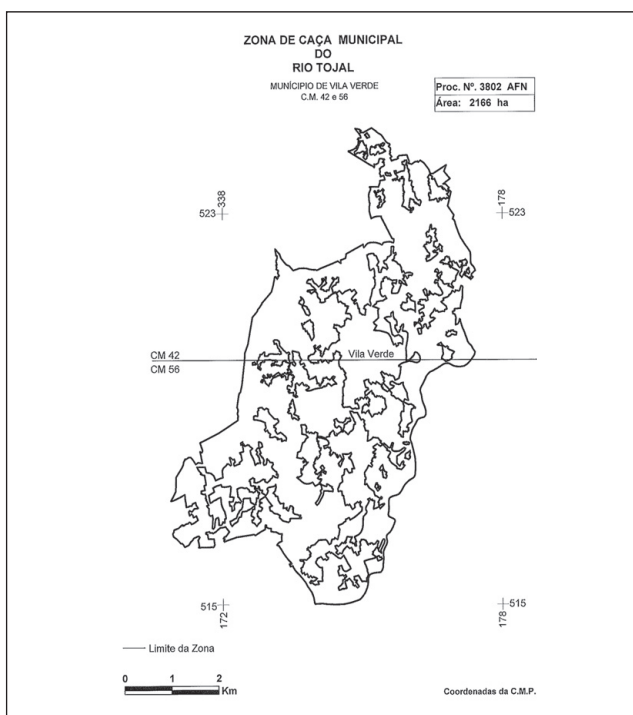 ZONA DE CAÇA MUNICIPAL
DO
RIO TOJAL
MUNÍCIPIO DE VILA VERDE
C.M. 42 e 56
Proc. Nº. 3802 AFN
Área: 2166 ha
338
523
178
523
CM 42
Vila Verde
CM 56
515
172
515
178
Limite da Zona
0 1 2
Km
Coordenadas da C.M.P.